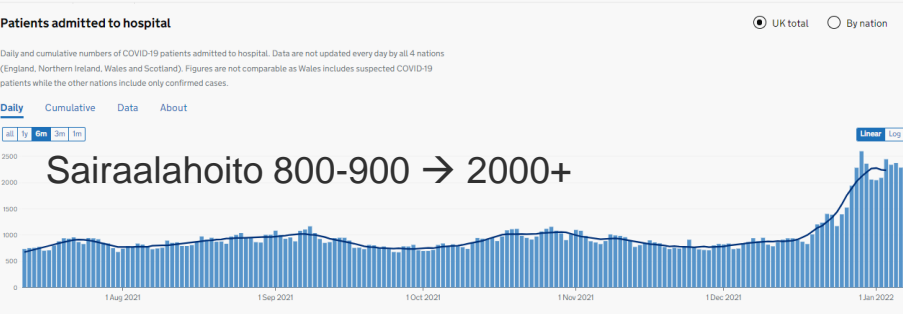 Patients admitted to hospital
UK total
By nation
Daily and cumulative numbers of COVID-19 patients admitted to hospital. Data are not updated every day by all 4 nations
(England, Northern Ireland, Wales and Scotland). Figures are not comparable as Wales includes suspected COVID-19
patients while the other nations include only confirmed cases.
Daily Cumulative Data About
all 1y 6m 3m 1m
Linear Log
Sairaalahoito 800-900 → 2000+
2500
2000
1500
1000
500
0
1 Aug 2021 1 Sep 2021 1 Oct 2021 1 Nov 2021 1 Dec 2021 1 Jan 2022